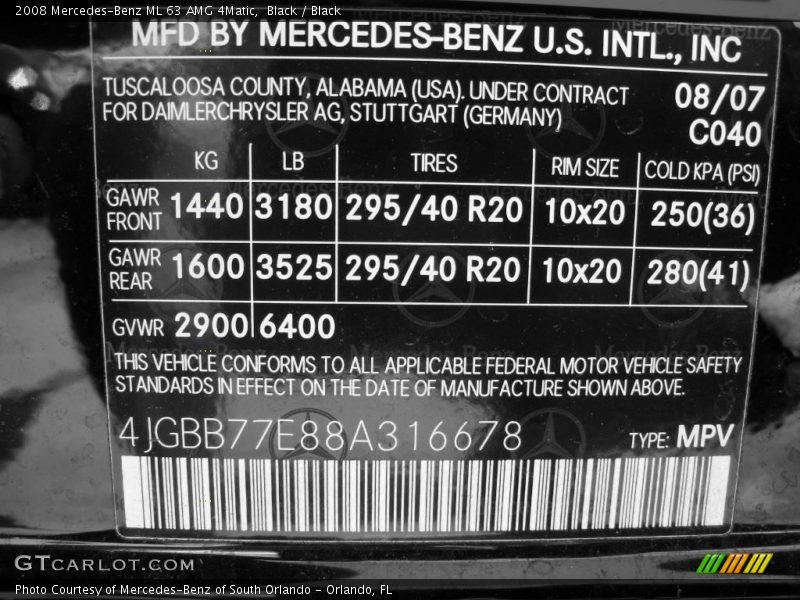 2008 Mercedes-Benz ML 63 AMG 4Matic, Black / Black
MFD BY MERCEDES-BENZ U.S. INTL., INC
TUSCALOOSA COUNTY, ALABAMA (USA). UNDER CONTRACT 08/07
FOR DAIMLERCHRYSLER AG, STUTTGART (GERMANY) C040
KG LB TIRES RIM SIZE COLD KPA (PSI)
GAWR FRONT 1440 3180 295/40 R20 10x20 250(36)
GAWR REAR 1600 3525 295/40 R20 10x20 280(41)
GVWR 2900 6400
THIS VEHICLE CONFORMS TO ALL APPLICABLE FEDERAL MOTOR VEHICLE SAFETY
STANDARDS IN EFFECT ON THE DATE OF MANUFACTURE SHOWN ABOVE.
4JGBB77E88A316678 TYPE: MPV
GTCARLOT.COM
Photo Courtesy of Mercedes-Benz of South Orlando - Orlando, FL